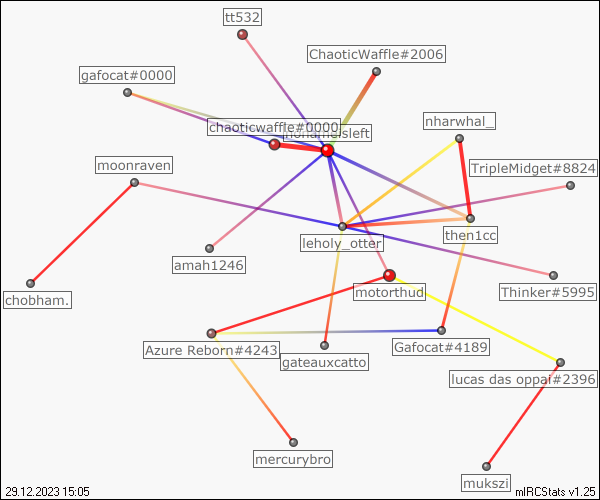 tt532
ChaoticWaffle#2006
gafocat#0000
nharwhal_
chaoticwaffle#0000
moonraven
TripleMidget#8824
then1cc
leholy_otter
amah1246
Thinker#5995
motorthud
chobham.
Azure Reborn#4243
Gafocat#4189
gateauxcatto
lucas das oppai#2396
mercurybro
mukszi
29.12.2023 15:05
mIRCStats v1.25